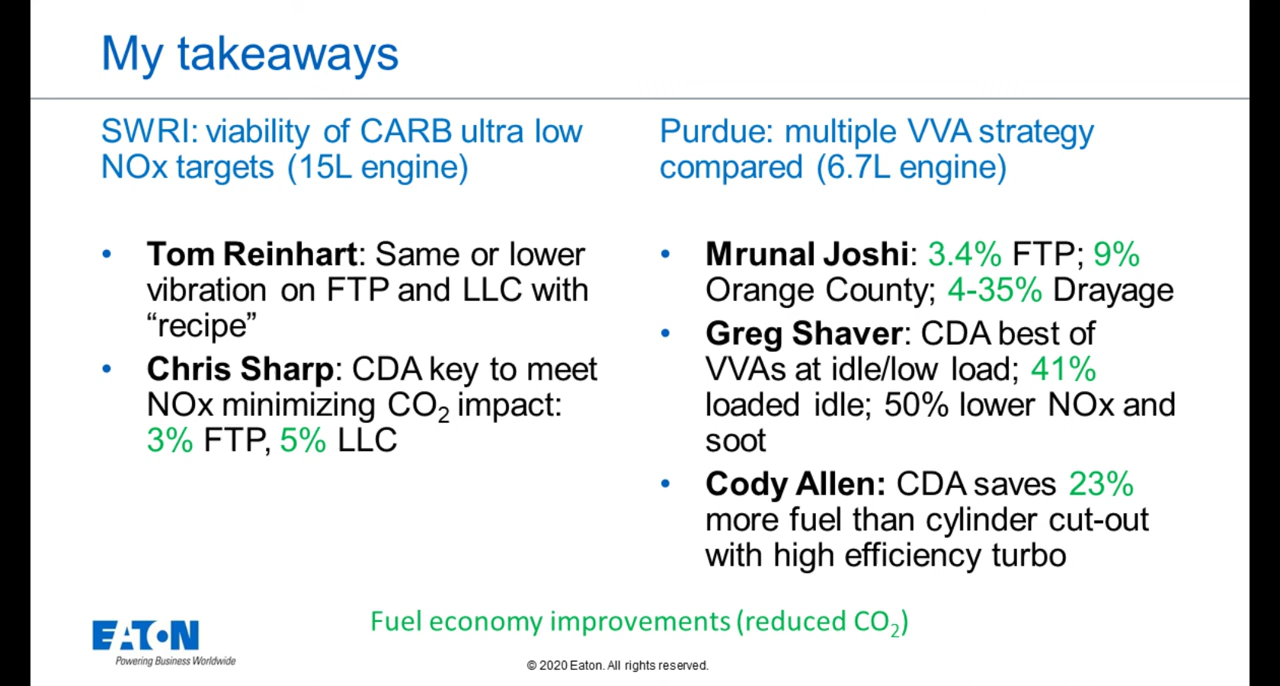 My takeaways
SWRI: viability of CARB ultra low
NOx targets (15L engine)
• Tom Reinhart: Same or lower
vibration on FTP and LLC with
“recipe”
• Chris Sharp: CDA key to meet
NOx minimizing CO₂ impact:
3% FTP, 5% LLC
Purdue: multiple VVA strategy
compared (6.7L engine)
• Mrunal Joshi: 3.4% FTP; 9%
Orange County; 4-35% Drayage
• Greg Shaver: CDA best of
VVAs at idle/low load; 41%
loaded idle; 50% lower NOx and
soot
• Cody Allen: CDA saves 23%
more fuel than cylinder cut-out
with high efficiency turbo
Fuel economy improvements (reduced CO₂)
EATON
Powering Business Worldwide
© 2020 Eaton. All rights reserved.